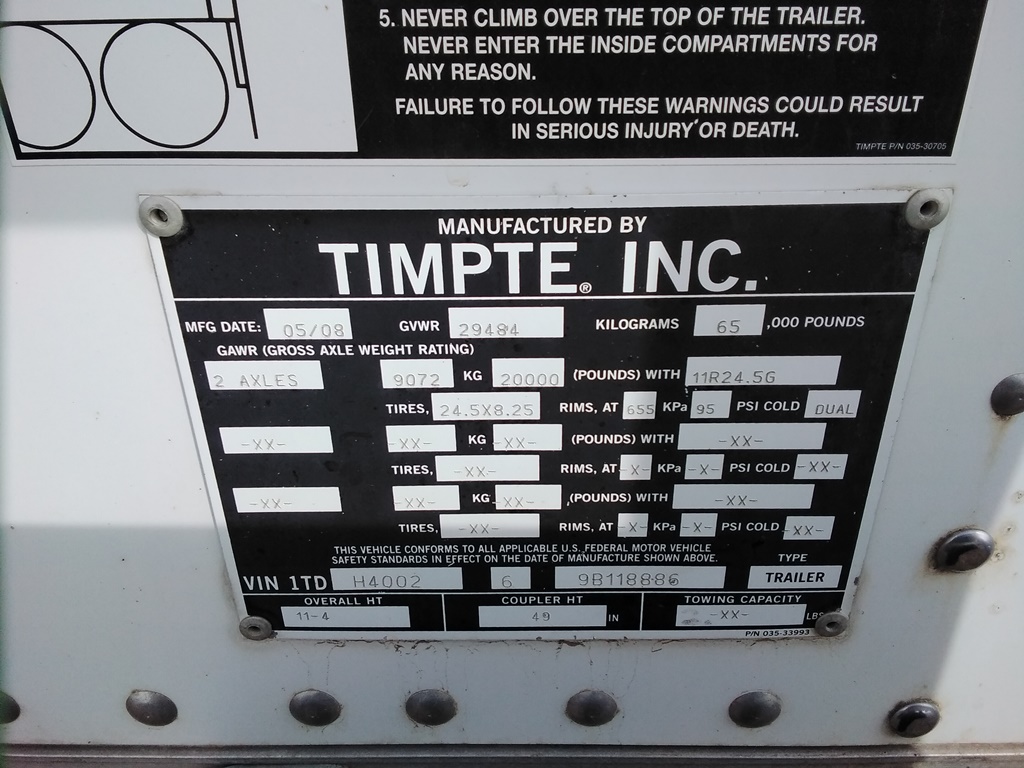 5. NEVER CLIMB OVER THE TOP OF THE TRAILER.
NEVER ENTER THE INSIDE COMPARTMENTS FOR
ANY REASON.
FAILURE TO FOLLOW THESE WARNINGS COULD RESULT
IN SERIOUS INJURY OR DEATH.
TIMPTE P/N 035-30705
MANUFACTURED BY
TIMPTE® INC.
MFG DATE: 05/08 GVWR 29484 KILOGRAMS 65 ,000 POUNDS
GAWR (GROSS AXLE WEIGHT RATING)
2 AXLES 9072 KG 20000 (POUNDS) WITH 11R24.5G
TIRES, 24.5X8.25 RIMS, AT 655 KPa 95 PSI COLD DUAL
-XX- -XX- KG -XX- (POUNDS) WITH -XX-
TIRES, -XX- RIMS, AT -X- KPa -X- PSI COLD -XX-
-XX- -XX- KG -XX- (POUNDS) WITH -XX-
TIRES, -XX- RIMS, AT -X- KPa -X- PSI COLD -XX-
THIS VEHICLE CONFORMS TO ALL APPLICABLE U.S. FEDERAL MOTOR VEHICLE
SAFETY STANDARDS IN EFFECT ON THE DATE OF MANUFACTURE SHOWN ABOVE.
TYPE
VIN 1TD H4002 6 9B118886 TRAILER
OVERALL HT COUPLER HT TOWING CAPACITY
11-4 49 IN -XX- LBS
P/N 035-33993